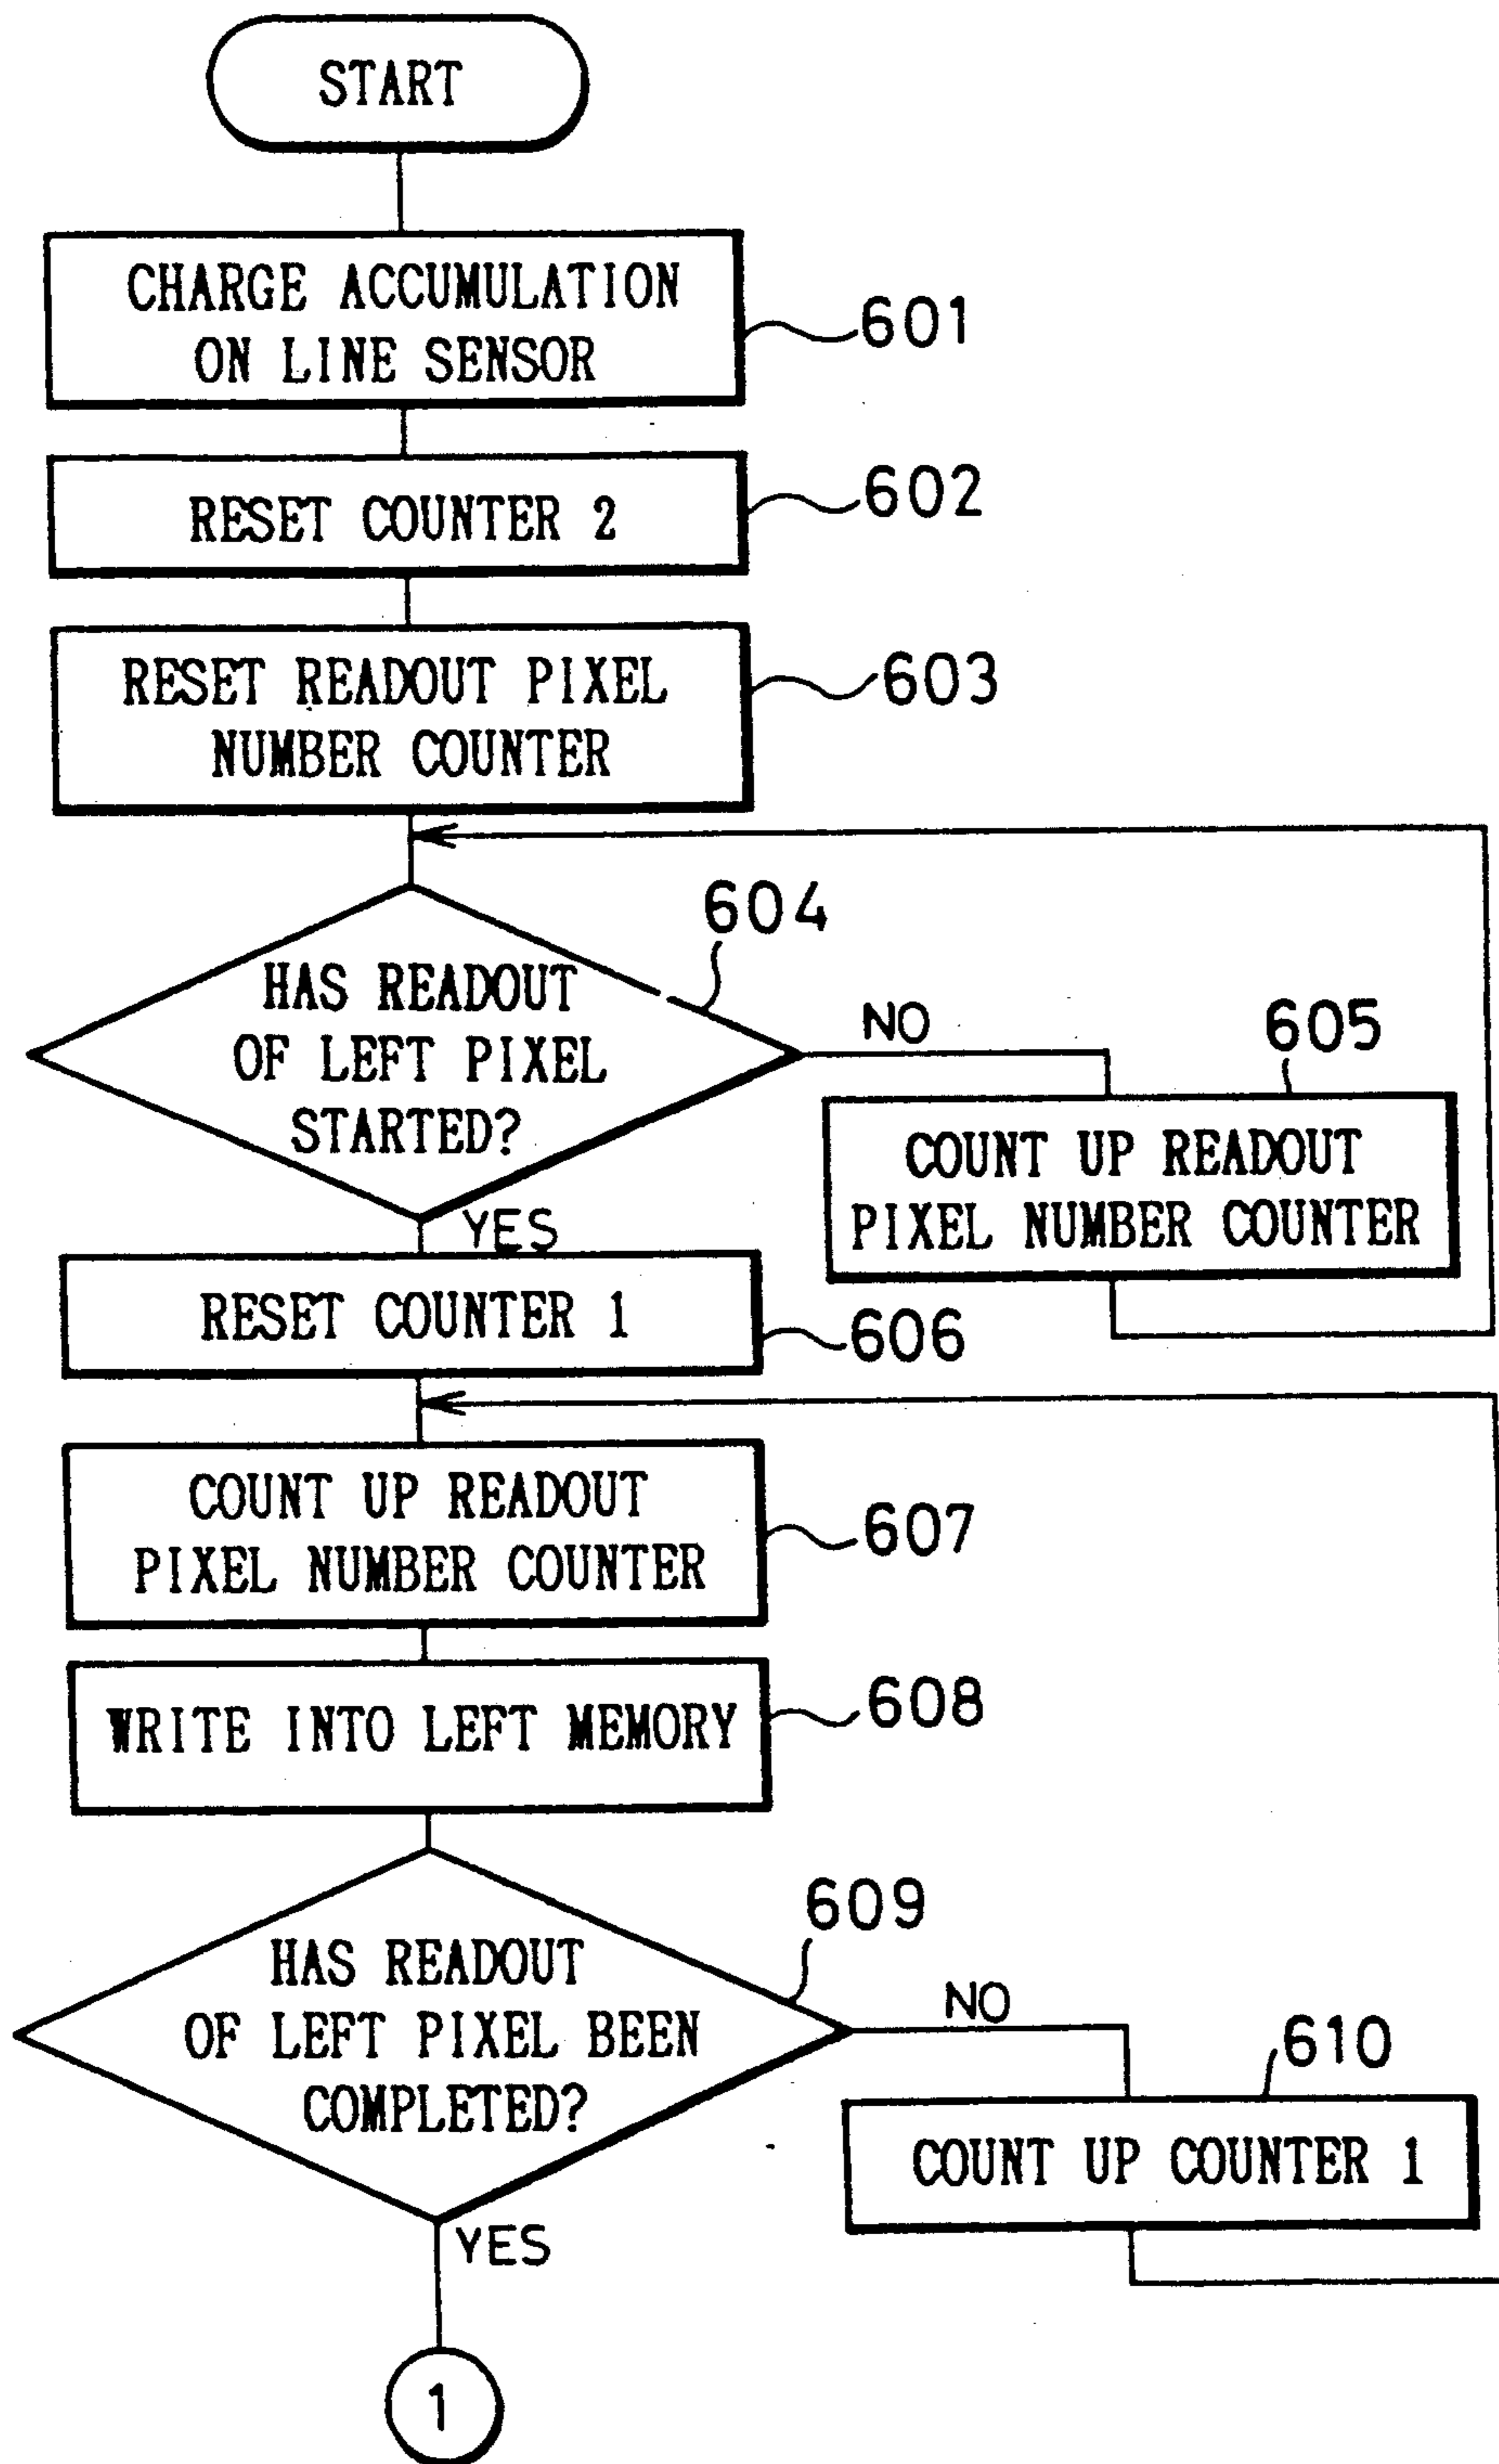 START
CHARGE ACCUMULATION
ON LINE SENSOR
601
RESET COUNTER 2
602
RESET READOUT PIXEL
NUMBER COUNTER
603
604
HAS READOUT
OF LEFT PIXEL
STARTED?
NO
605
COUNT UP READOUT
PIXEL NUMBER COUNTER
YES
RESET COUNTER 1
606
COUNT UP READOUT
PIXEL NUMBER COUNTER
607
WRITE INTO LEFT MEMORY
608
609
HAS READOUT
OF LEFT PIXEL BEEN
COMPLETED?
NO
610
COUNT UP COUNTER 1
YES
1